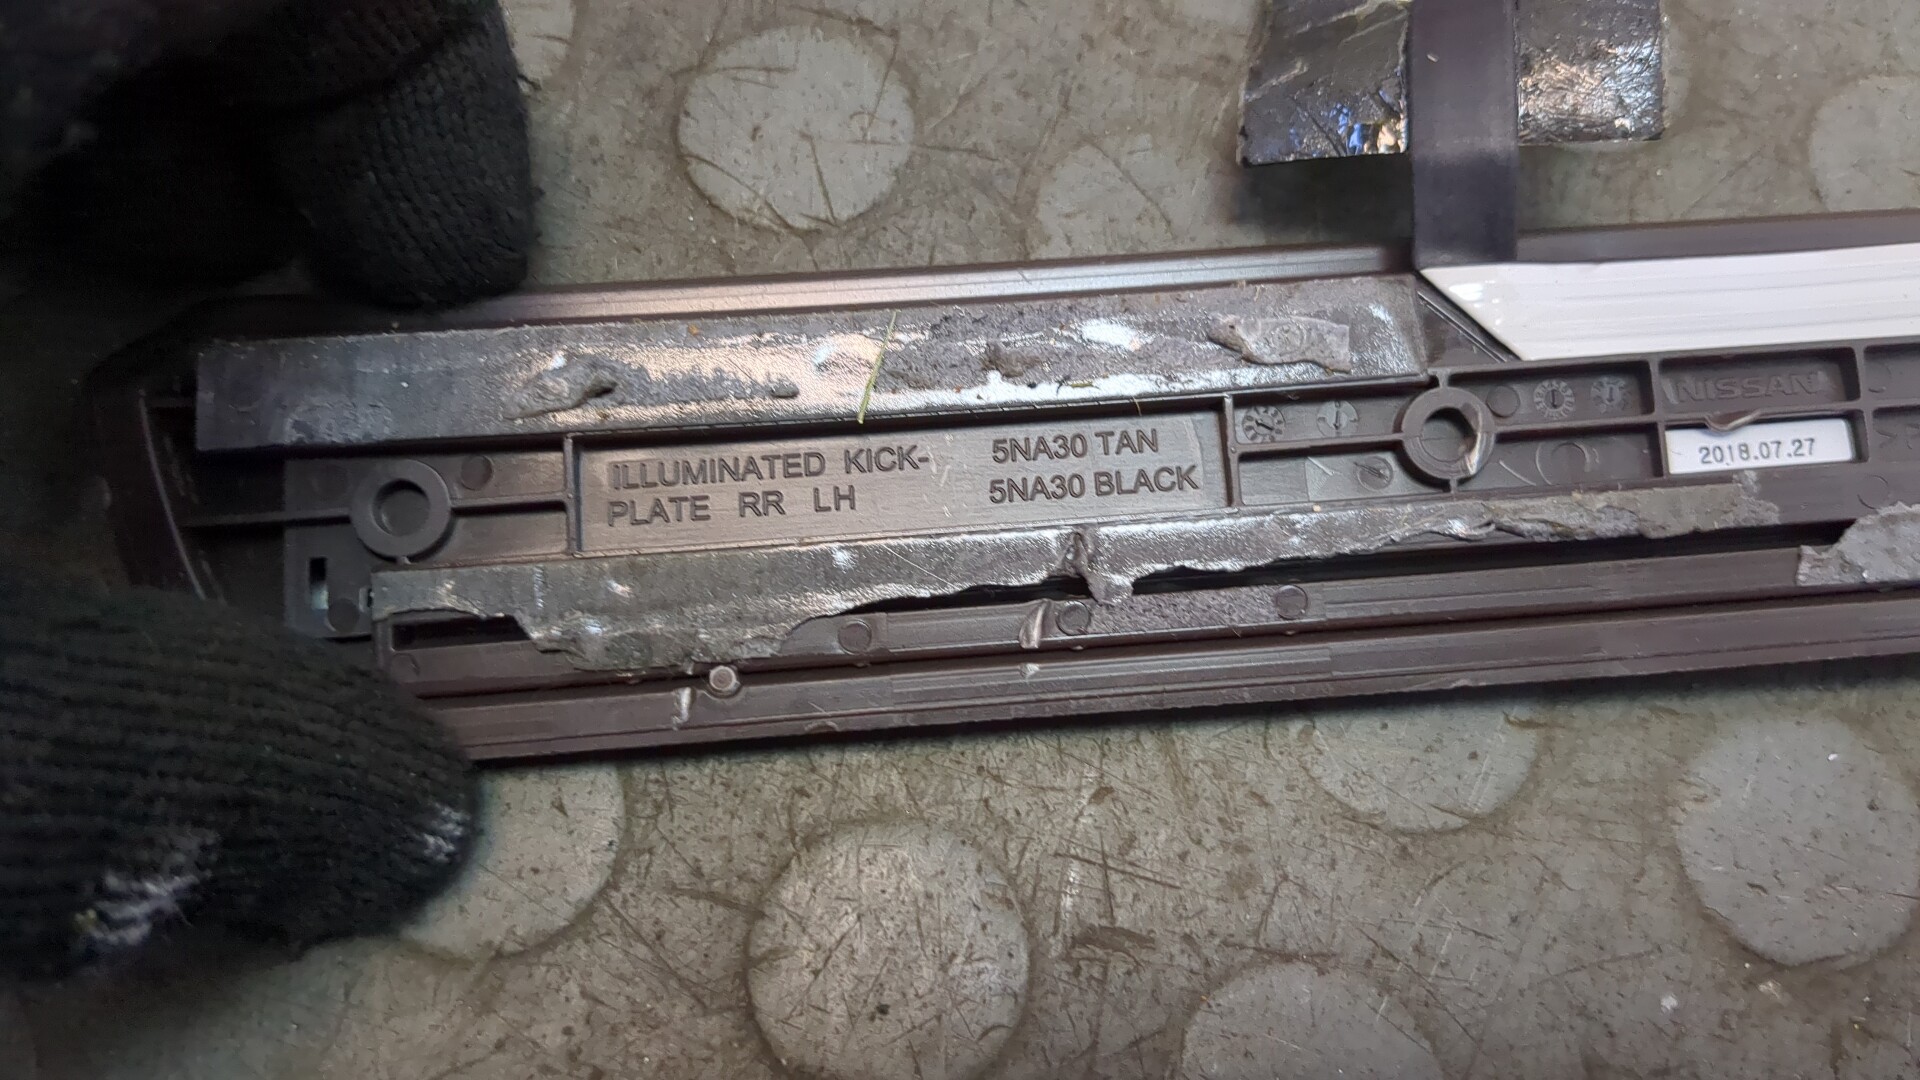 ILLUMINATED KICK-
PLATE RR LH
5NA30 TAN
5NA30 BLACK
NISSAN
2018.07.27